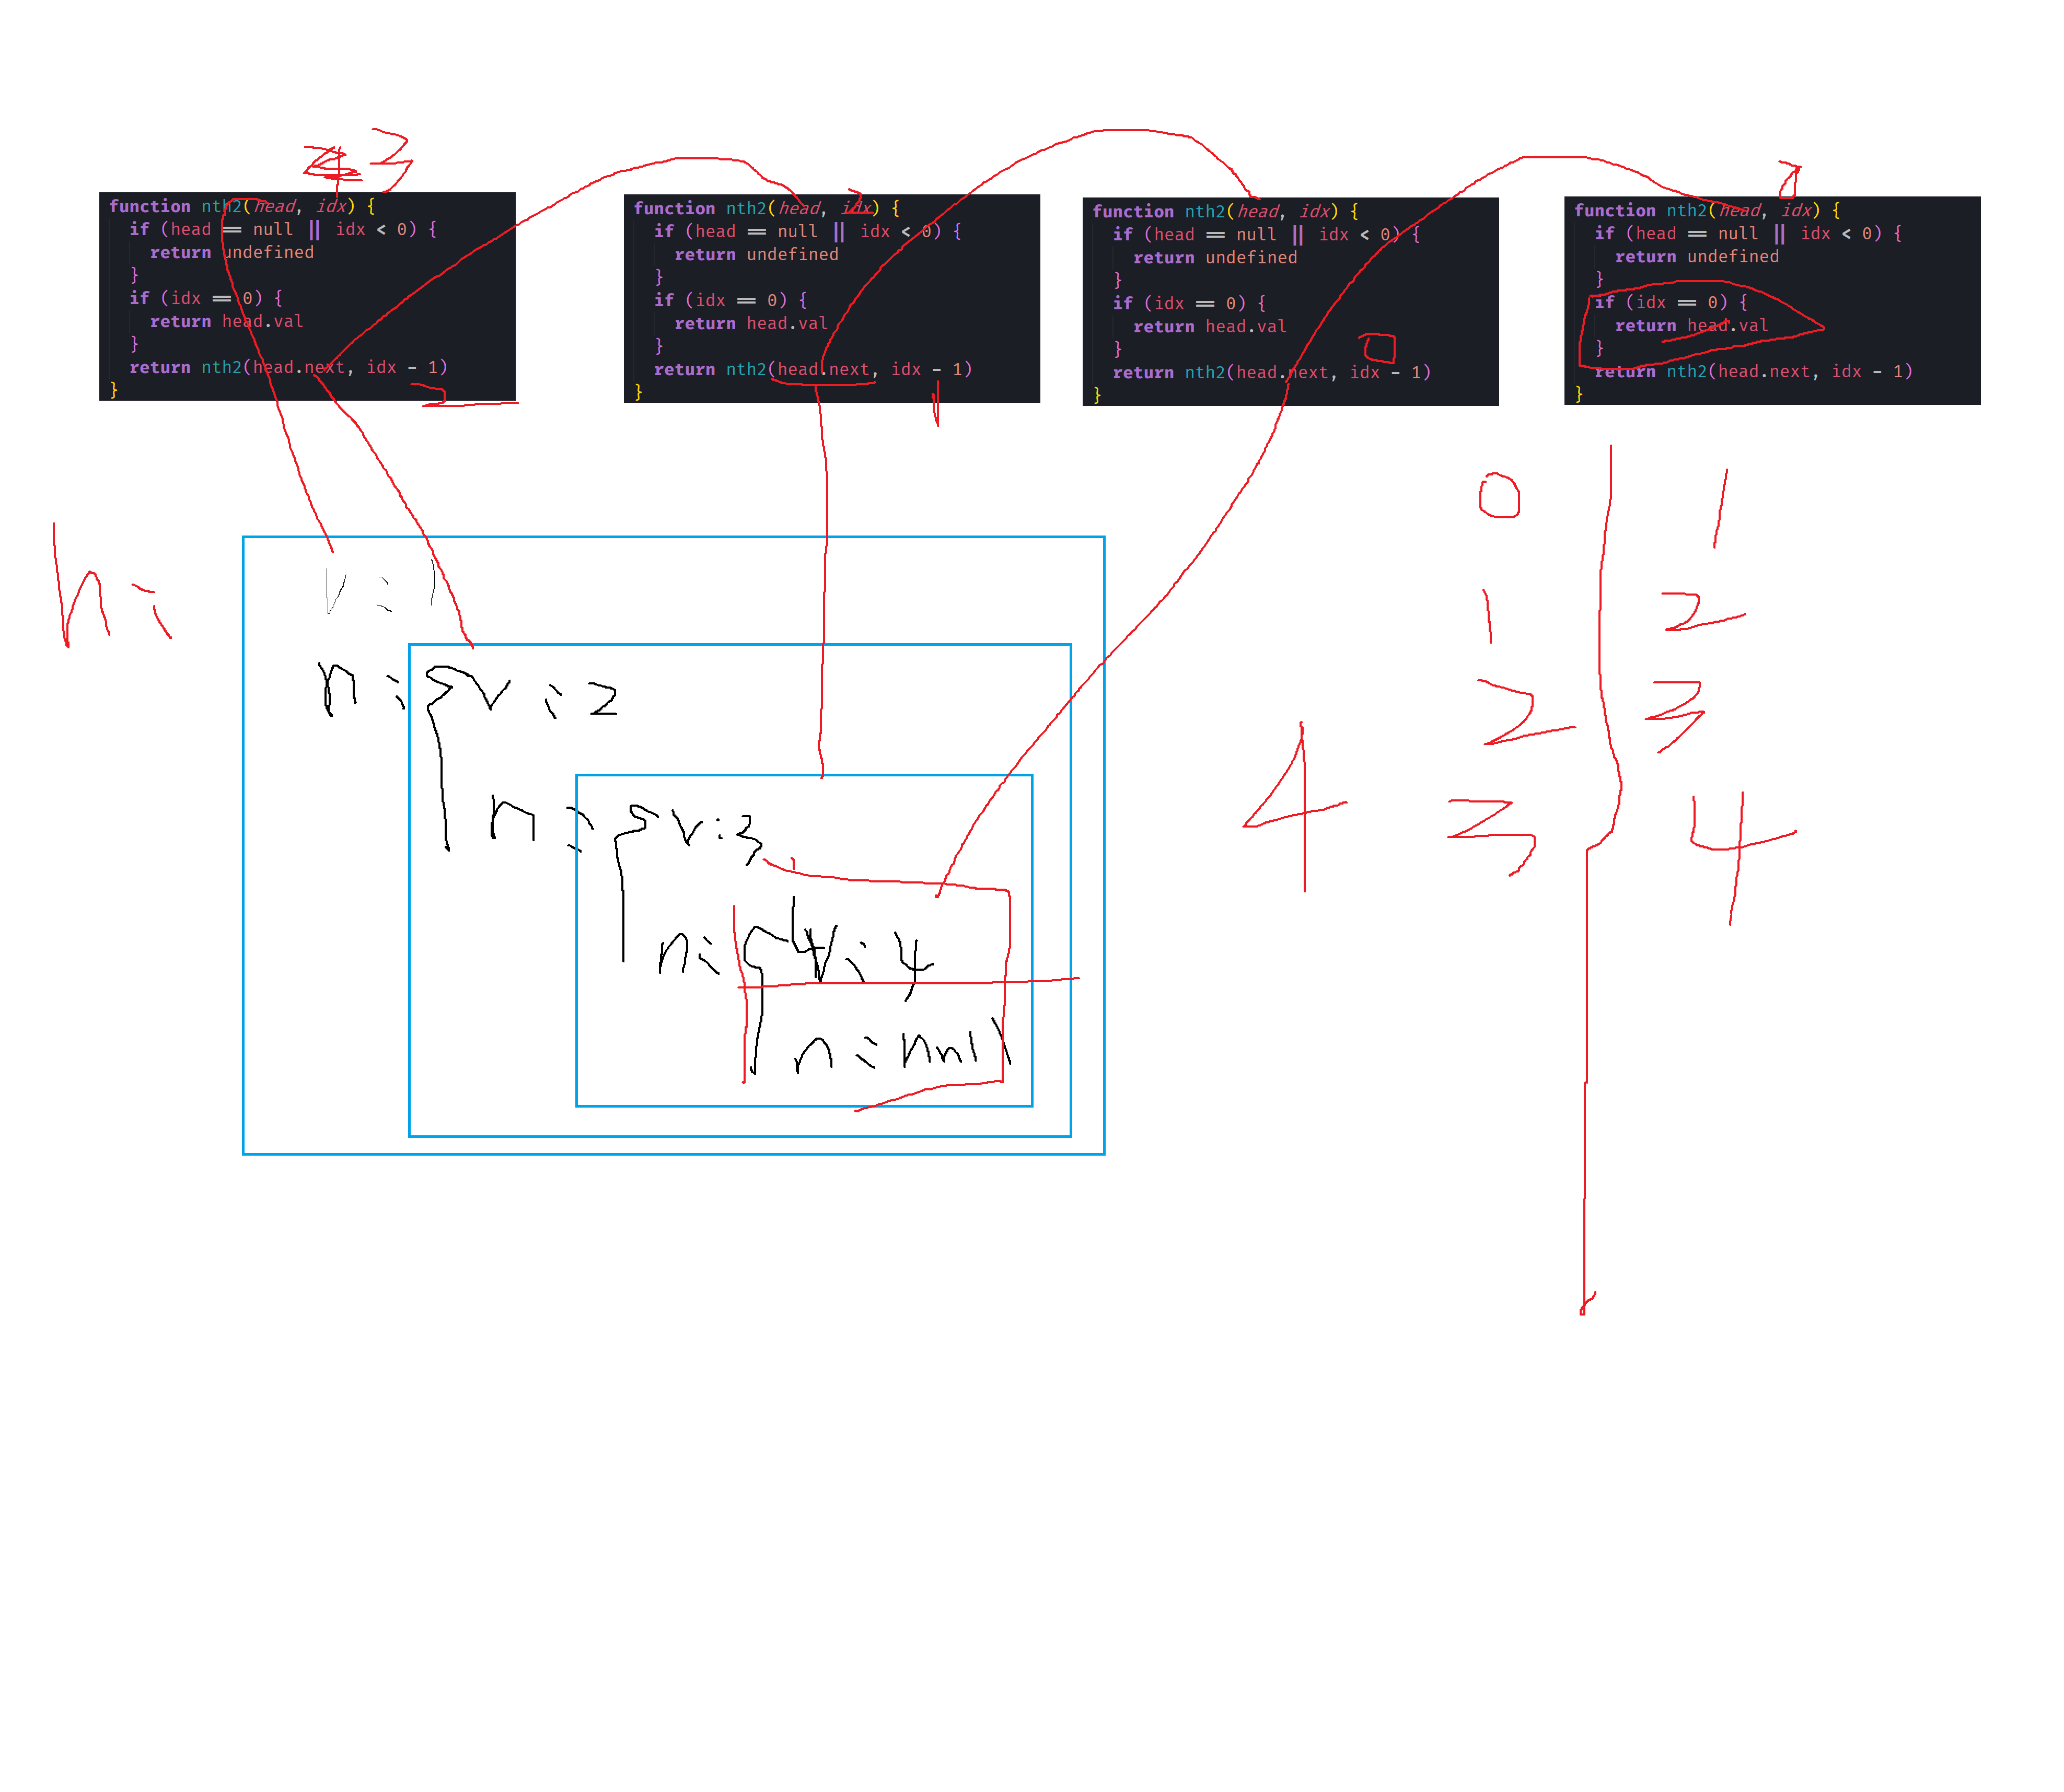 3
function nth2(head, idx) {
if (head == null || idx < 0) {
return undefined
}
if (idx == 0) {
return head.val
}
return nth2(head.next, idx - 1)
}
2
function nth2(head, idx) {
if (head == null || idx < 0) {
return undefined
}
if (idx == 0) {
return head.val
}
return nth2(head.next, idx - 1)
}
1
function nth2(head, idx) {
if (head == null || idx < 0) {
return undefined
}
if (idx == 0) {
return head.val
}
0
return nth2(head.next, idx - 1)
}
function nth2(head, idx) {
if (head == null || idx < 0) {
return undefined
}
if (idx == 0) {
return head.val
}
return nth2(head.next, idx - 1)
}
h:
v:1
n:{v:2
n:{v:3
n:{v:4
n:null
0 1
1 2
2 3
4 3 4